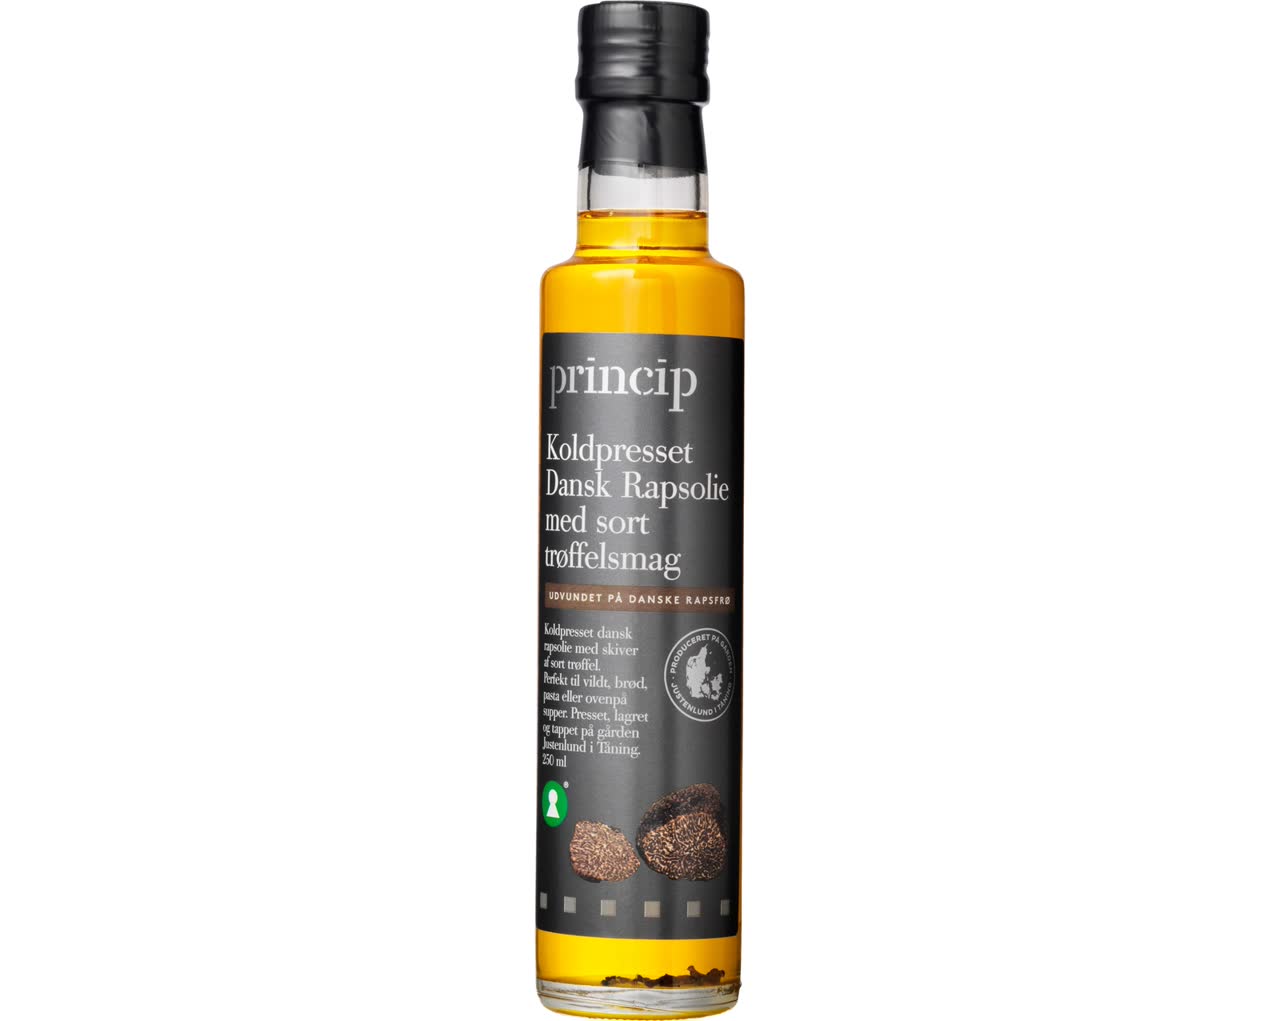 princip
Koldpresset
Dansk Rapsolie
med sort
trøffelsmag
UDVUNDET PÅ DANSKE RAPSFRØ
Koldpresset dansk
rapsolie med skiver
af sort trøffel.
Perfekt til vildt, brød,
pasta eller ovenpå
supper. Presset, lagret
og tappet på gården
Justenlund i Tåning.
250 ml
· PRODUCERET PÅ GÅRDEN ·
JUSTENLUND I TÅNING
®